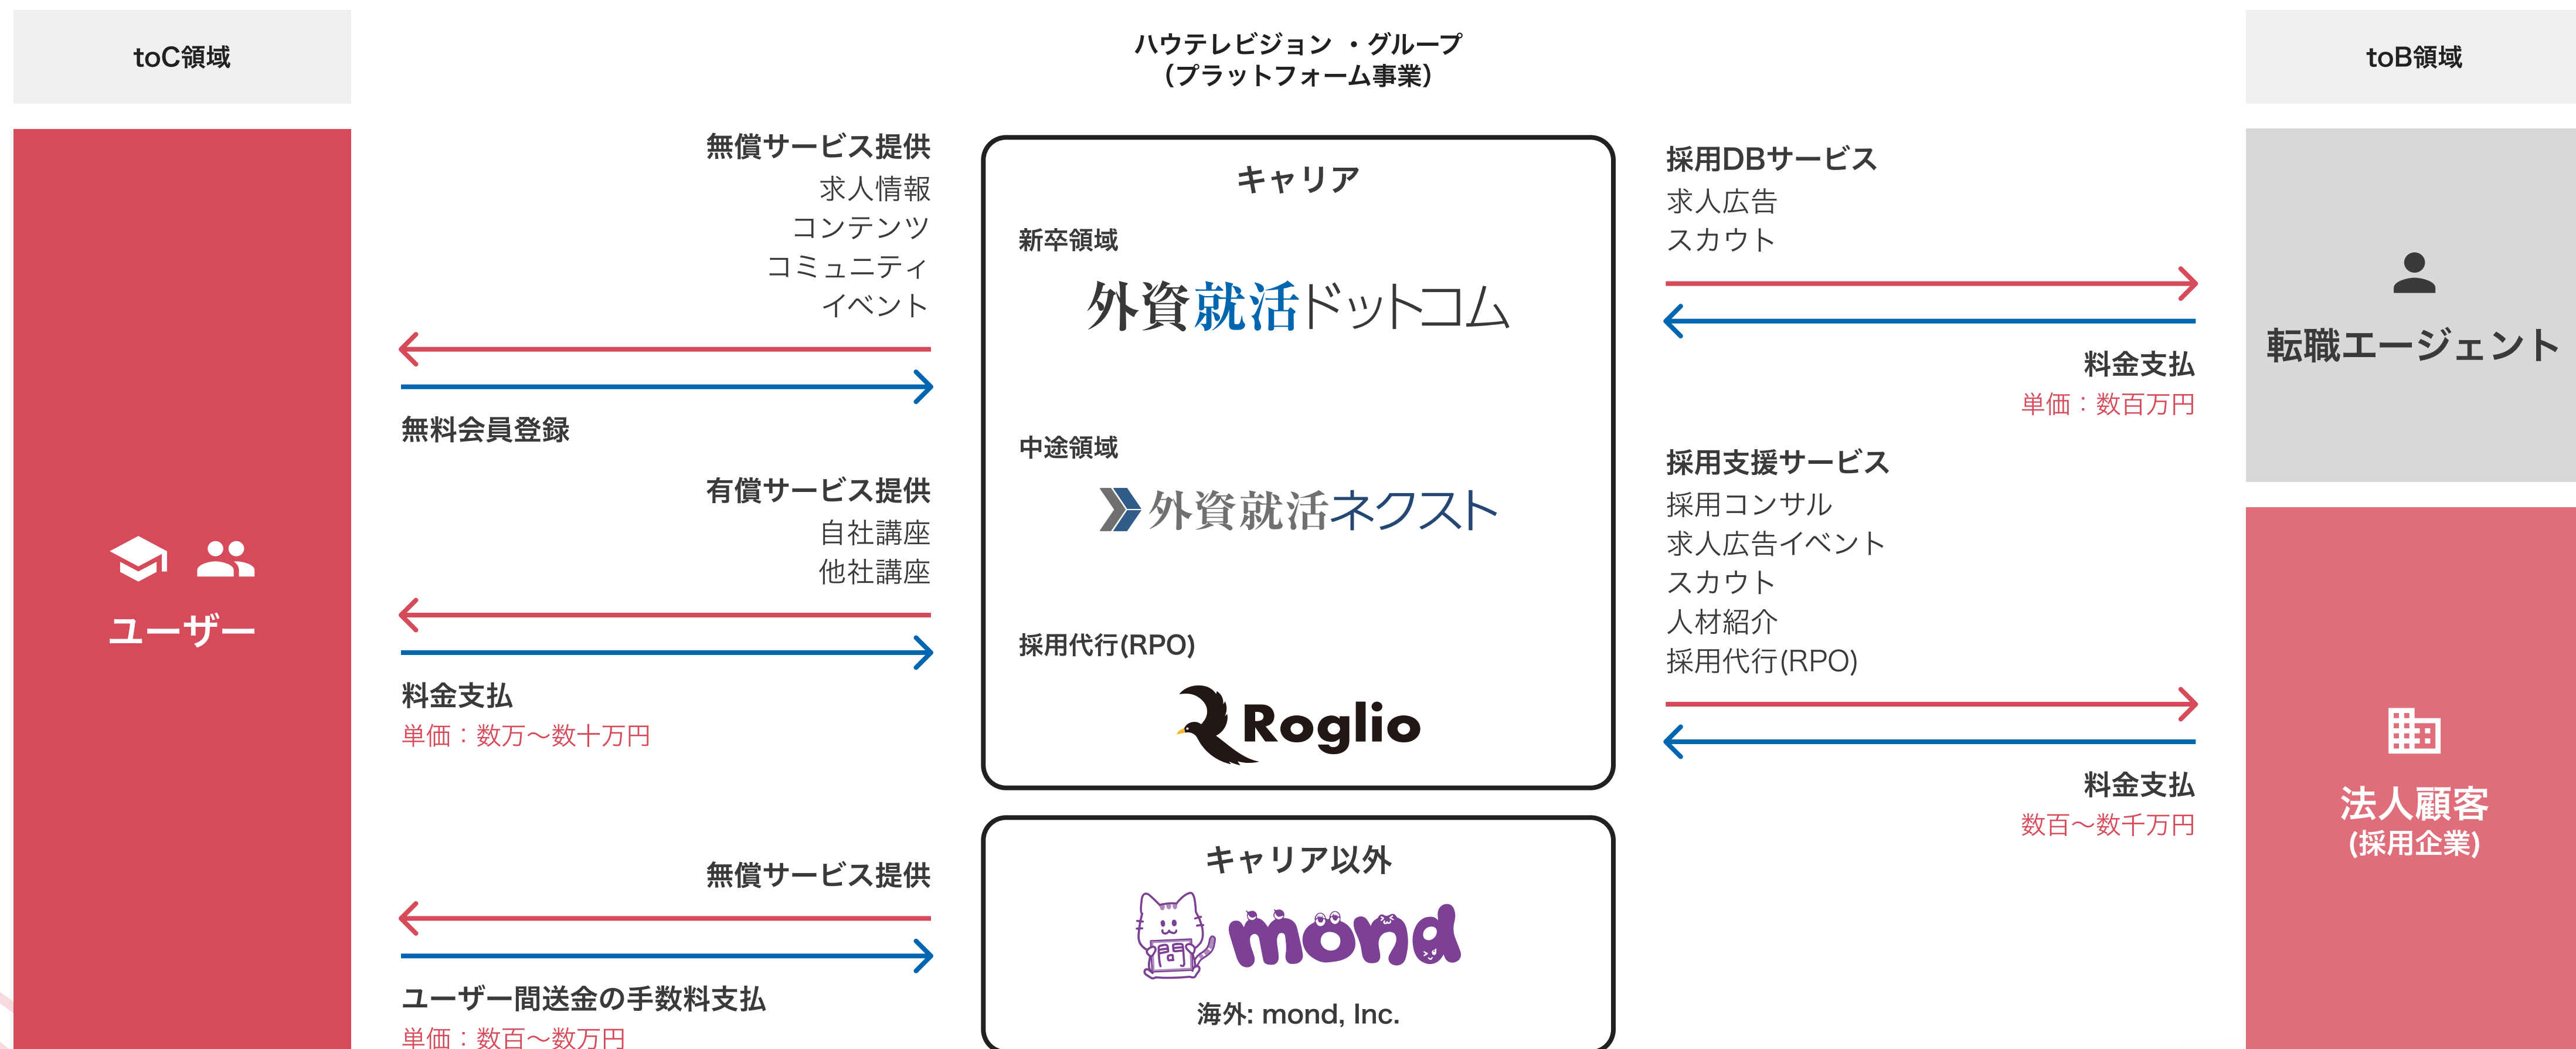 toC領域
ハウテレビジョン ・グループ
（プラットフォーム事業）
toB領域
ユーザー
無償サービス提供
求人情報
コンテンツ
コミュニティ
イベント
無料会員登録
有償サービス提供
自社講座
他社講座
料金支払
単価：数万〜数十万円
無償サービス提供
ユーザー間送金の手数料支払
単価：数百〜数万円
キャリア
新卒領域
外資就活ドットコム
中途領域
外資就活ネクスト
採用代行(RPO)
Roglio
キャリア以外
mond
海外: mond, Inc.
採用DBサービス
求人広告
スカウト
料金支払
単価：数百万円
採用支援サービス
採用コンサル
求人広告イベント
スカウト
人材紹介
採用代行(RPO)
料金支払
数百〜数千万円
転職エージェント
法人顧客
(採用企業)